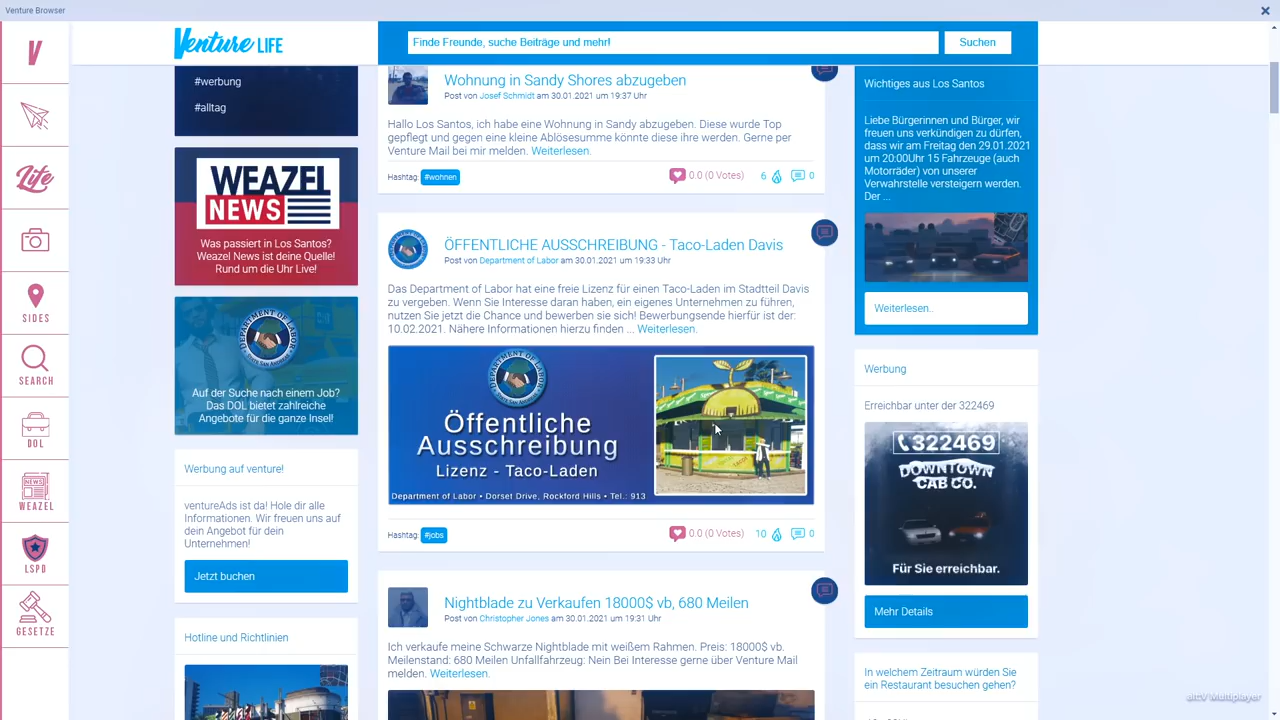 Venture Browser
Venture LIFE
Finde Freunde, suche Beiträge und mehr!
Suchen
V
Life
SIDES
SEARCH
DOL
NEWS
WEAZEL
LSPD
GESETZE
#werbung
#alltag
WEAZEL
NEWS
Was passiert in Los Santos?
Weazel News ist deine Quelle!
Rund um die Uhr Live!
DEPARTMENT OF LABOR
STATE SAN ANDREAS
Auf der Suche nach einem Job?
Das DOL bietet zahlreiche
Angebote für die ganze Insel!
Werbung auf venture!
ventureAds ist da! Hole dir alle
Informationen. Wir freuen uns auf
dein Angebot für dein
Unternehmen!
Jetzt buchen
Hotline und Richtlinien
Wohnung in Sandy Shores abzugeben
Post von Josef Schmidt am 30.01.2021 um 19:37 Uhr
Hallo Los Santos, ich habe eine Wohnung in Sandy abzugeben. Diese wurde Top
gepflegt und gegen eine kleine Ablösesumme könnte diese ihre werden. Gerne per
Venture Mail bei mir melden. Weiterlesen.
Hashtag: #wohnen
0.0 (0 Votes) 6 0
ÖFFENTLICHE AUSSCHREIBUNG - Taco-Laden Davis
Post von Department of Labor am 30.01.2021 um 19:33 Uhr
Das Department of Labor hat eine freie Lizenz für einen Taco-Laden im Stadtteil Davis
zu vergeben. Wenn Sie Interesse daran haben, ein eigenes Unternehmen zu führen,
nutzen Sie jetzt die Chance und bewerben sie sich! Bewerbungsende hierfür ist der:
10.02.2021. Nähere Informationen hierzu finden ... Weiterlesen.
Öffentliche
Ausschreibung
Lizenz - Taco-Laden
Department of Labor • Dorset Drive, Rockford Hills • Tel.: 913
Hashtag: #jobs
0.0 (0 Votes) 10 0
Nightblade zu Verkaufen 18000$ vb, 680 Meilen
Post von Christopher Jones am 30.01.2021 um 19:31 Uhr
Ich verkaufe meine Schwarze Nightblade mit weißem Rahmen. Preis: 18000$ vb.
Meilenstand: 680 Meilen Unfallfahrzeug: Nein Bei Interesse gerne über Venture Mail
melden. Weiterlesen.
Wichtiges aus Los Santos
Liebe Bürgerinnen und Bürger, wir
freuen uns verkündigen zu dürfen,
dass wir am Freitag den 29.01.2021
um 20:00Uhr 15 Fahrzeuge (auch
Motorräder) von unserer
Verwahrstelle versteigern werden.
Der ...
Weiterlesen..
Werbung
Erreichbar unter der 322469
322469
DOWNTOWN
CAB CO.
Für Sie erreichbar.
Mehr Details
In welchem Zeitraum würden Sie
ein Restaurant besuchen gehen?
alt:V Multiplayer